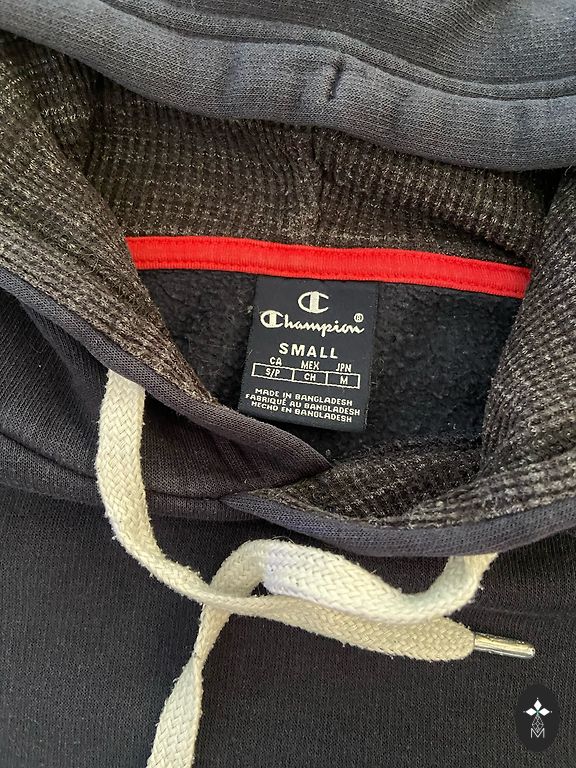 Champion®
SMALL
CA MEX JPN
S/P CH M
MADE IN BANGLADESH
FABRIQUÉ AU BANGLADESH
HECHO EN BANGLADESH
M